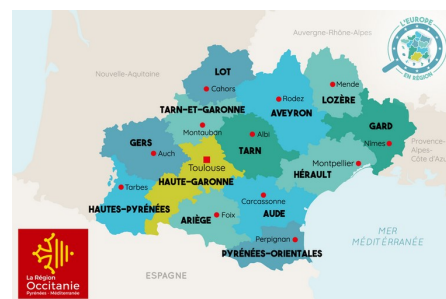 Auvergne-Rhône-Alpes
L'EUROPE
EN RÉGION
Nouvelle-Aquitaine
LOT
Cahors
Mende
LOZÈRE
Rodez
AVEYRON
TARN-ET-GARONNE
Montauban
Albi
TARN
GARD
Nîmes
Provence-
Alpes-
Côte d'Azur
GERS
Auch
Toulouse
HAUTE-GARONNE
Montpellier
HÉRAULT
Tarbes
HAUTES-PYRÉNÉES
Carcassonne
AUDE
Foix
ARIÈGE
Perpignan
PYRÉNÉES-ORIENTALES
MER
MÉDITERRANÉE
ESPAGNE
La Région
Occitanie
Pyrénées - Méditerranée